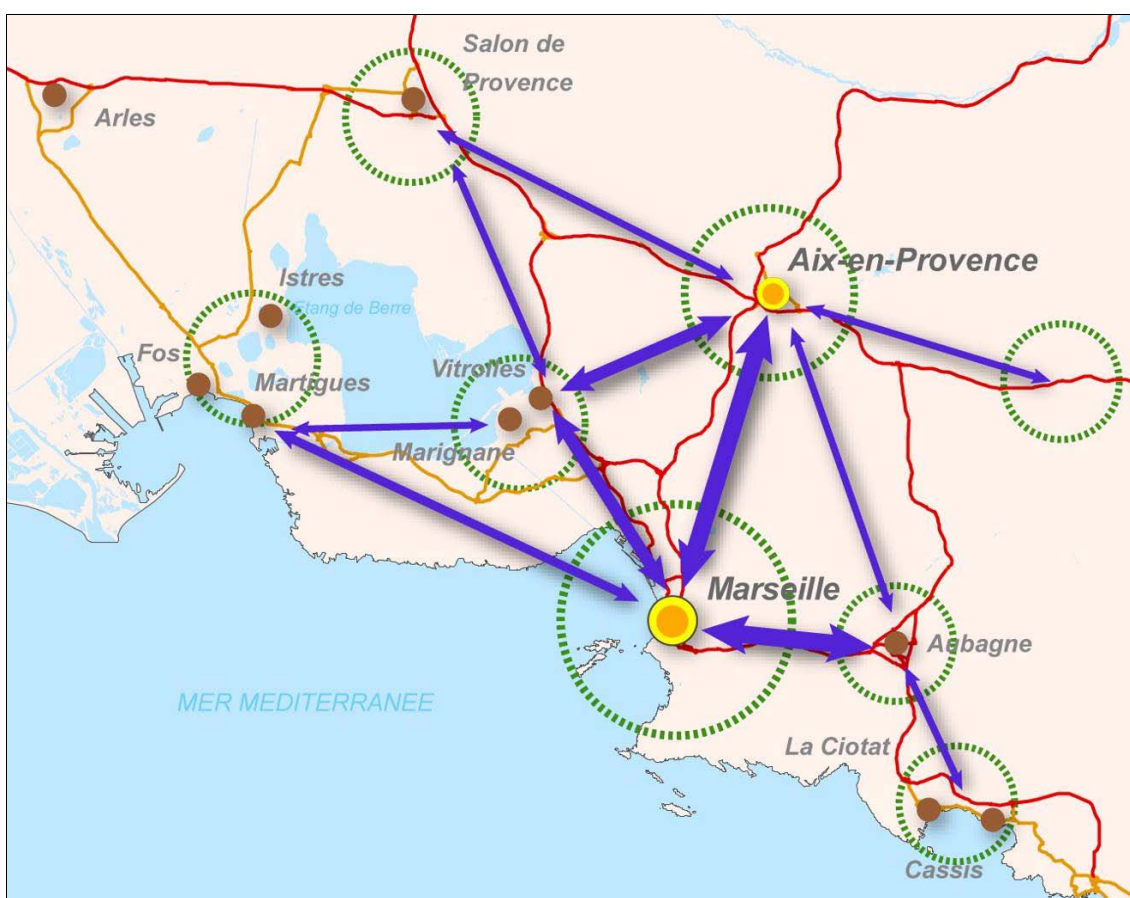 Salon de
Provence
Arles
Aix-en-Provence
Istres
Etang de Berre
Fos
Martigues
Vitrolles
Marignane
Marseille
Aubagne
MER MEDITERRANEE
La Ciotat
Cassis